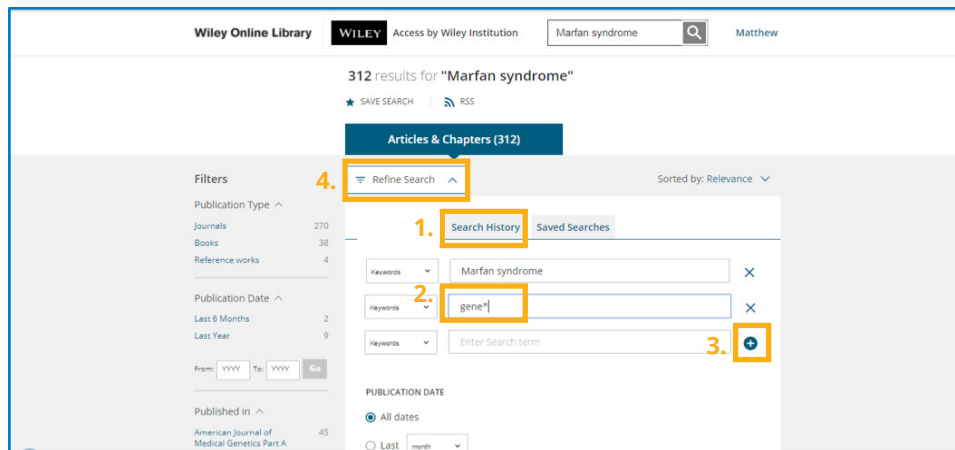 Wiley Online Library WILEY Access by Wiley Institution Marfan syndrome Matthew
312 results for "Marfan syndrome"
SAVE SEARCH RSS
Articles & Chapters (312)
Filters
Publication Type
Journals 270
Books 38
Reference works 4
Publication Date
Last 6 Months 2
Last Year 9
From: YYYY To: YYYY Go
Published in
American Journal of 45
Medical Genetics Part A
4. Refine Search Sorted by: Relevance
1. Search History Saved Searches
Keywords Marfan syndrome
2. Keywords gene*
Keywords Enter Search term 3.
PUBLICATION DATE
All dates
Last month